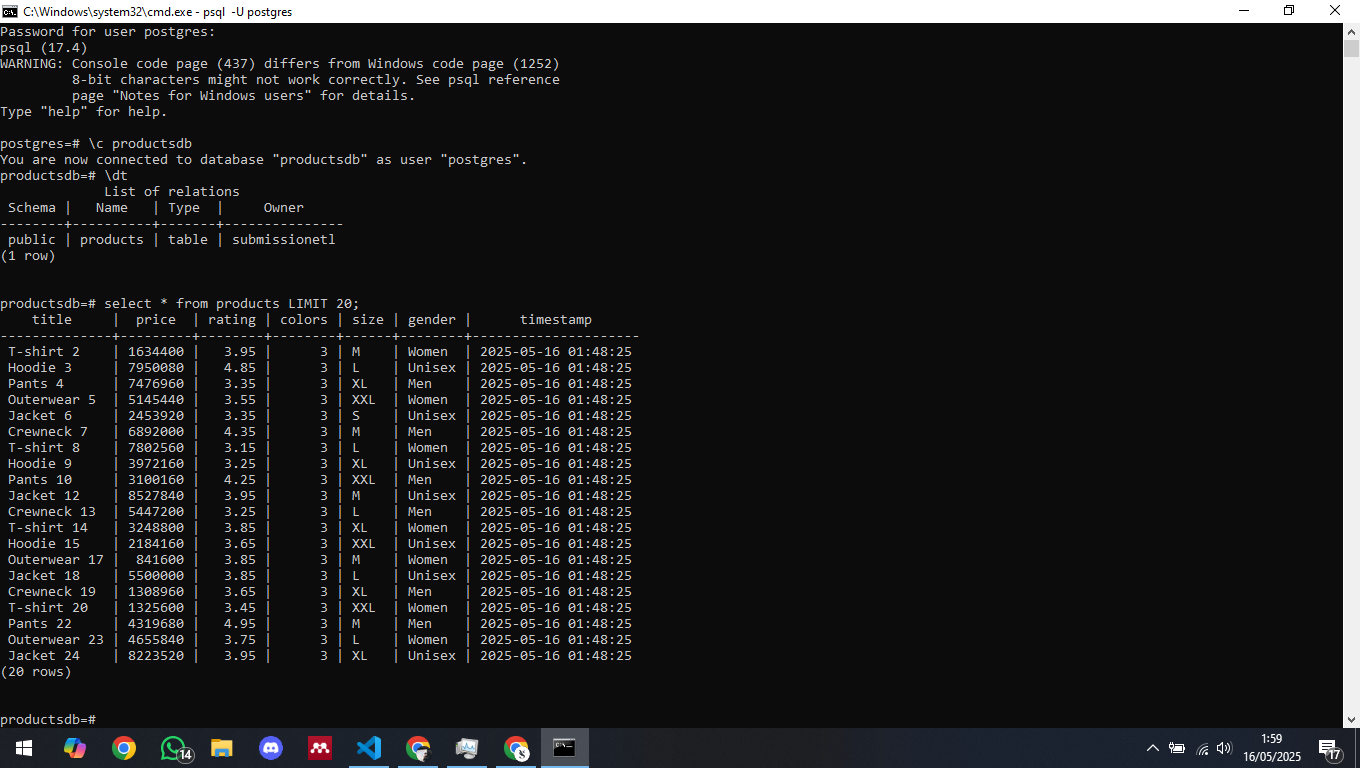 C:\Windows\system32\cmd.exe - psql  -U postgres
Password for user postgres:
psql (17.4)
WARNING: Console code page (437) differs from Windows code page (1252)
         8-bit characters might not work correctly. See psql reference
         page "Notes for Windows users" for details.
Type "help" for help.

postgres=# \c productsdb
You are now connected to database "productsdb" as user "postgres".
productsdb=# \dt
             List of relations
 Schema |   Name   | Type  |     Owner
--------+----------+-------+---------------
 public | products | table | submissionetl
(1 row)


productsdb=# select * from products LIMIT 20;
    title     |  price  | rating | colors | size | gender |      timestamp
--------------+---------+--------+--------+------+--------+---------------------
 T-shirt 2    | 1634400 |   3.95 |      3 | M    | Women  | 2025-05-16 01:48:25
 Hoodie 3     | 7950080 |   4.85 |      3 | L    | Unisex | 2025-05-16 01:48:25
 Pants 4      | 7476960 |   3.35 |      3 | XL   | Men    | 2025-05-16 01:48:25
 Outerwear 5  | 5145440 |   3.55 |      3 | XXL  | Women  | 2025-05-16 01:48:25
 Jacket 6     | 2453920 |   3.35 |      3 | S    | Unisex | 2025-05-16 01:48:25
 Crewneck 7   | 6892000 |   4.35 |      3 | M    | Men    | 2025-05-16 01:48:25
 T-shirt 8    | 7802560 |   3.15 |      3 | L    | Women  | 2025-05-16 01:48:25
 Hoodie 9     | 3972160 |   3.25 |      3 | XL   | Unisex | 2025-05-16 01:48:25
 Pants 10     | 3100160 |   4.25 |      3 | XXL  | Men    | 2025-05-16 01:48:25
 Jacket 12    | 8527840 |   3.95 |      3 | M    | Unisex | 2025-05-16 01:48:25
 Crewneck 13  | 5447200 |   3.25 |      3 | L    | Men    | 2025-05-16 01:48:25
 T-shirt 14   | 3248800 |   3.85 |      3 | XL   | Women  | 2025-05-16 01:48:25
 Hoodie 15    | 2184160 |   3.65 |      3 | XXL  | Unisex | 2025-05-16 01:48:25
 Outerwear 17 |  841600 |   3.85 |      3 | M    | Women  | 2025-05-16 01:48:25
 Jacket 18    | 5500000 |   3.85 |      3 | L    | Unisex | 2025-05-16 01:48:25
 Crewneck 19  | 1308960 |   3.65 |      3 | XL   | Men    | 2025-05-16 01:48:25
 T-shirt 20   | 1325600 |   3.45 |      3 | XXL  | Women  | 2025-05-16 01:48:25
 Pants 22     | 4319680 |   4.95 |      3 | M    | Men    | 2025-05-16 01:48:25
 Outerwear 23 | 4655840 |   3.75 |      3 | L    | Women  | 2025-05-16 01:48:25
 Jacket 24    | 8223520 |   3.95 |      3 | XL   | Unisex | 2025-05-16 01:48:25
(20 rows)


productsdb=#
14
1:59
16/05/2025
17